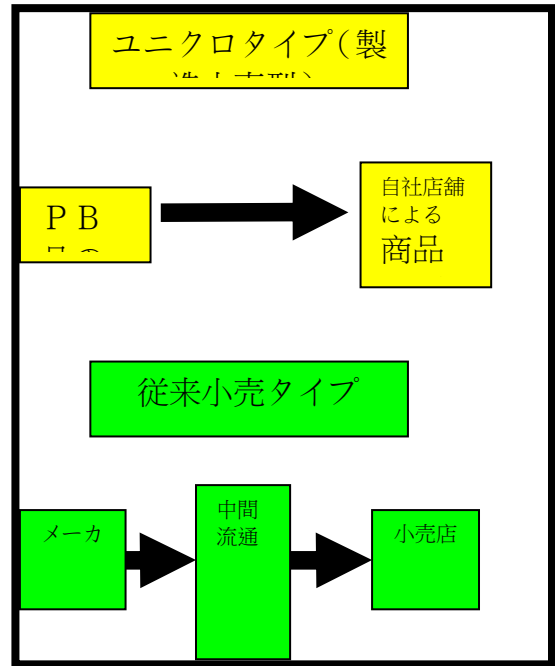 ユニクロタイプ(製
ＰＢ
自社店舗
による
商品
従来小売タイプ
メーカ
中間
流通
小売店